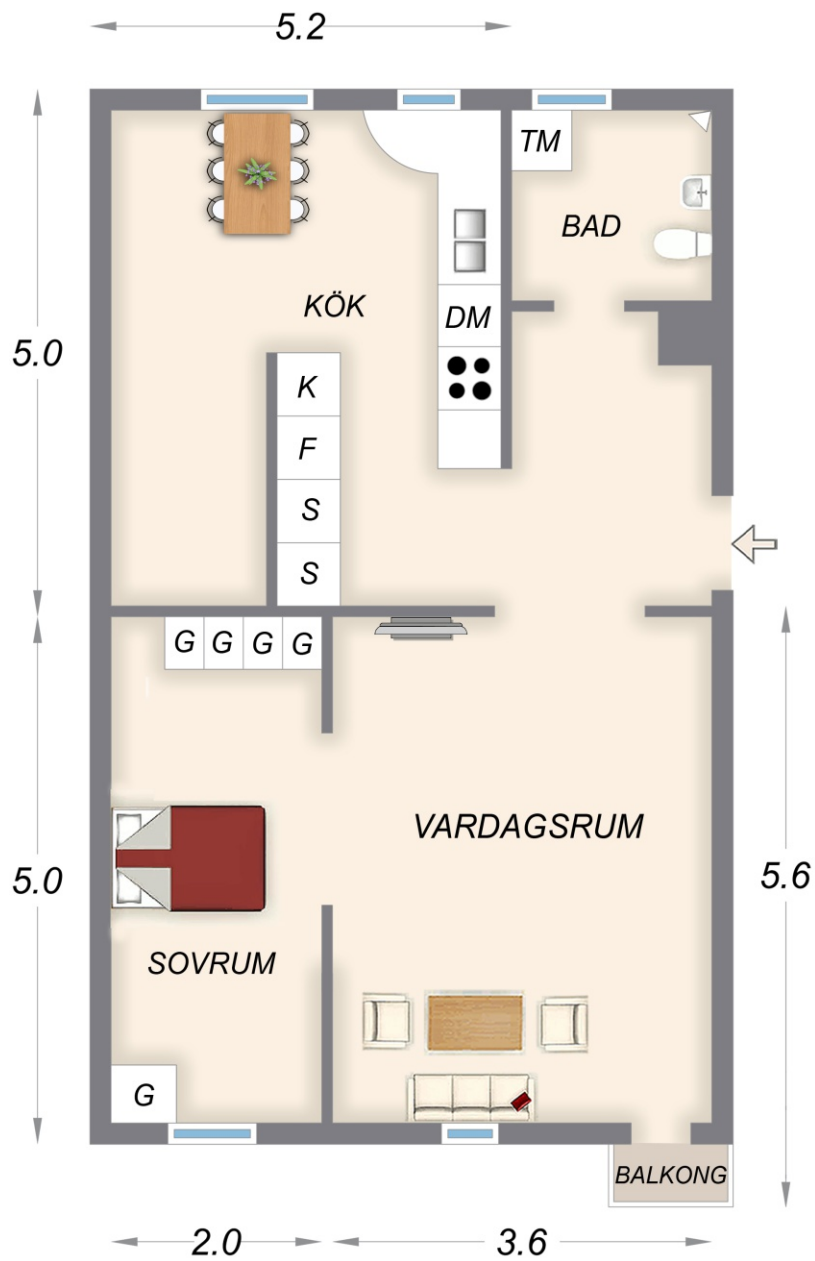 5.2
TM
BAD
KÖK
DM
5.0
K
F
S
S
G G G G
VARDAGSRUM
5.0
5.6
SOVRUM
G
BALKONG
2.0
3.6